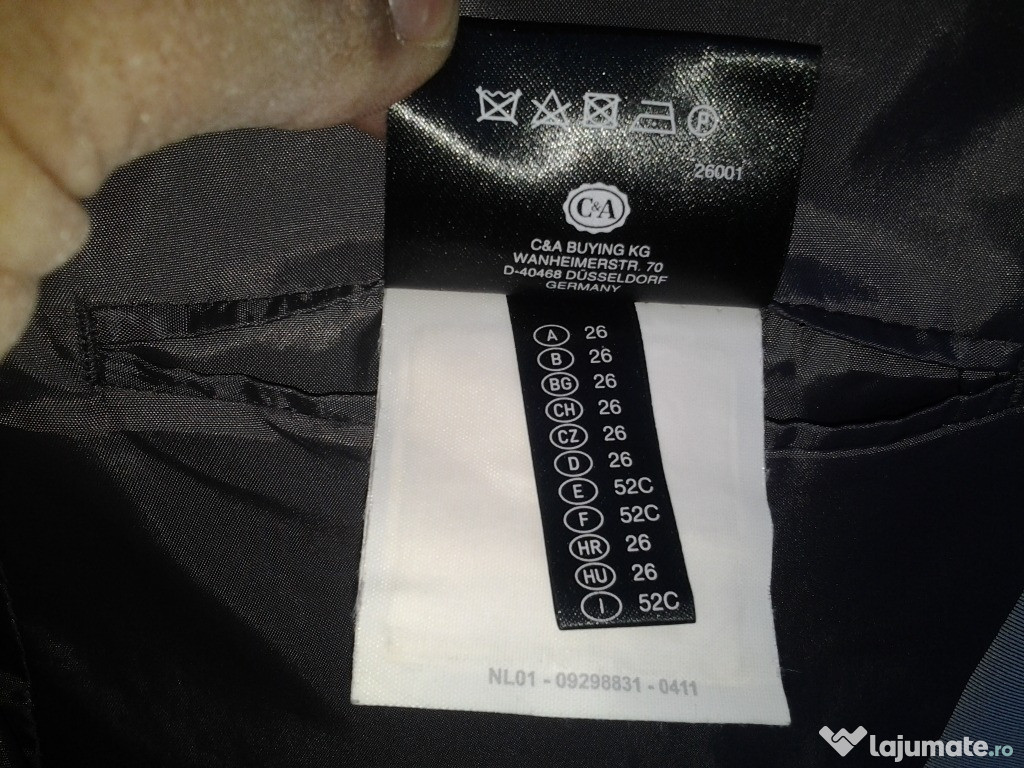 P
26001
C&A
C&A BUYING KG
WANHEIMERSTR. 70
D-40468 DÜSSELDORF
GERMANY
A 26
B 26
BG 26
CH 26
CZ 26
D 26
E 52C
F 52C
HR 26
HU 26
I 52C
NL01 - 09298831 - 0411
lajumate.ro